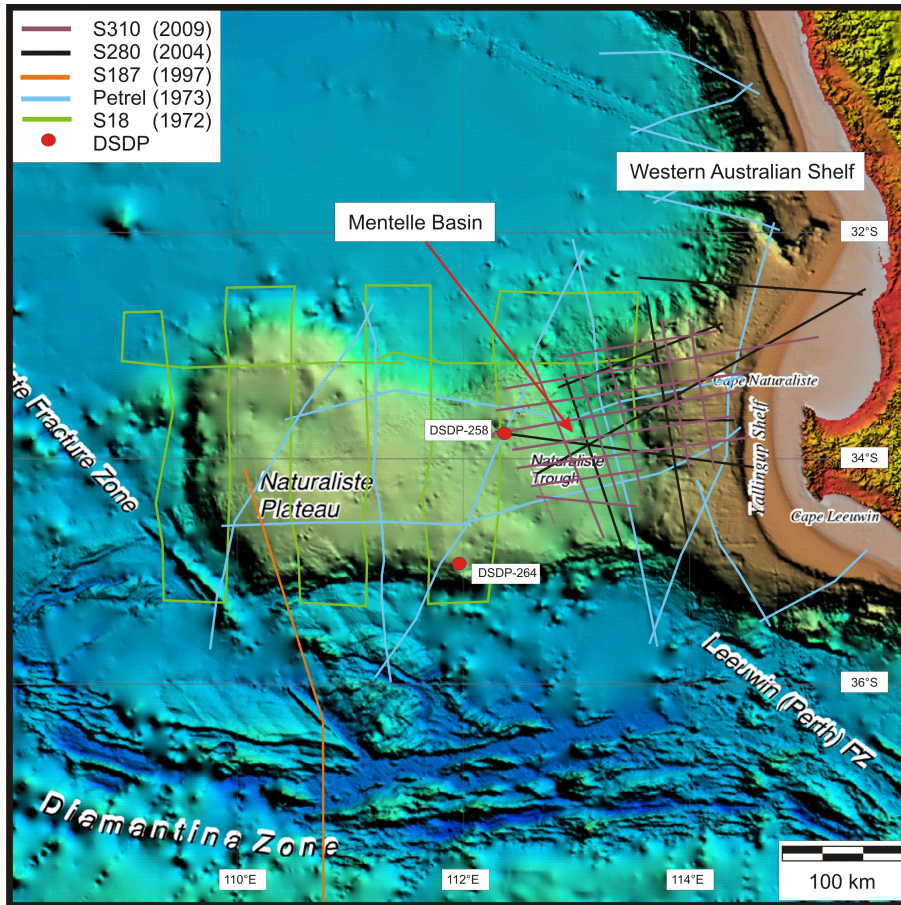 S310 (2009)
S280 (2004)
S187 (1997)
Petrel (1973)
S18 (1972)
DSDP
Western Australian Shelf
Mentelle Basin
32°S
te Fracture Zone
Cape Naturaliste
Yallingup Shelf
DSDP-258
34°S
Naturaliste
Trough
Naturaliste
Plateau
Cape Leeuwin
DSDP-264
Leeuwin (Perth) FZ
36°S
Diamantina Zone
110°E
112°E
114°E
100 km